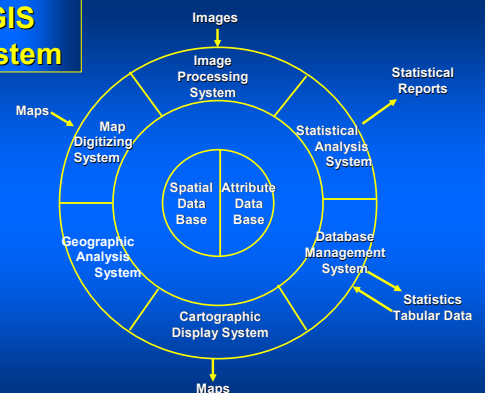 GIS
stem
Images
Image
Processing
System
Statistical
Reports
Maps
Map
Digitizing
System
Statistical
Analysis
System
Spatial
Data
Base
Attribute
Data
Base
Geographic
Analysis
System
Database
Management
System
Statistics
Tabular Data
Cartographic
Display System
Maps